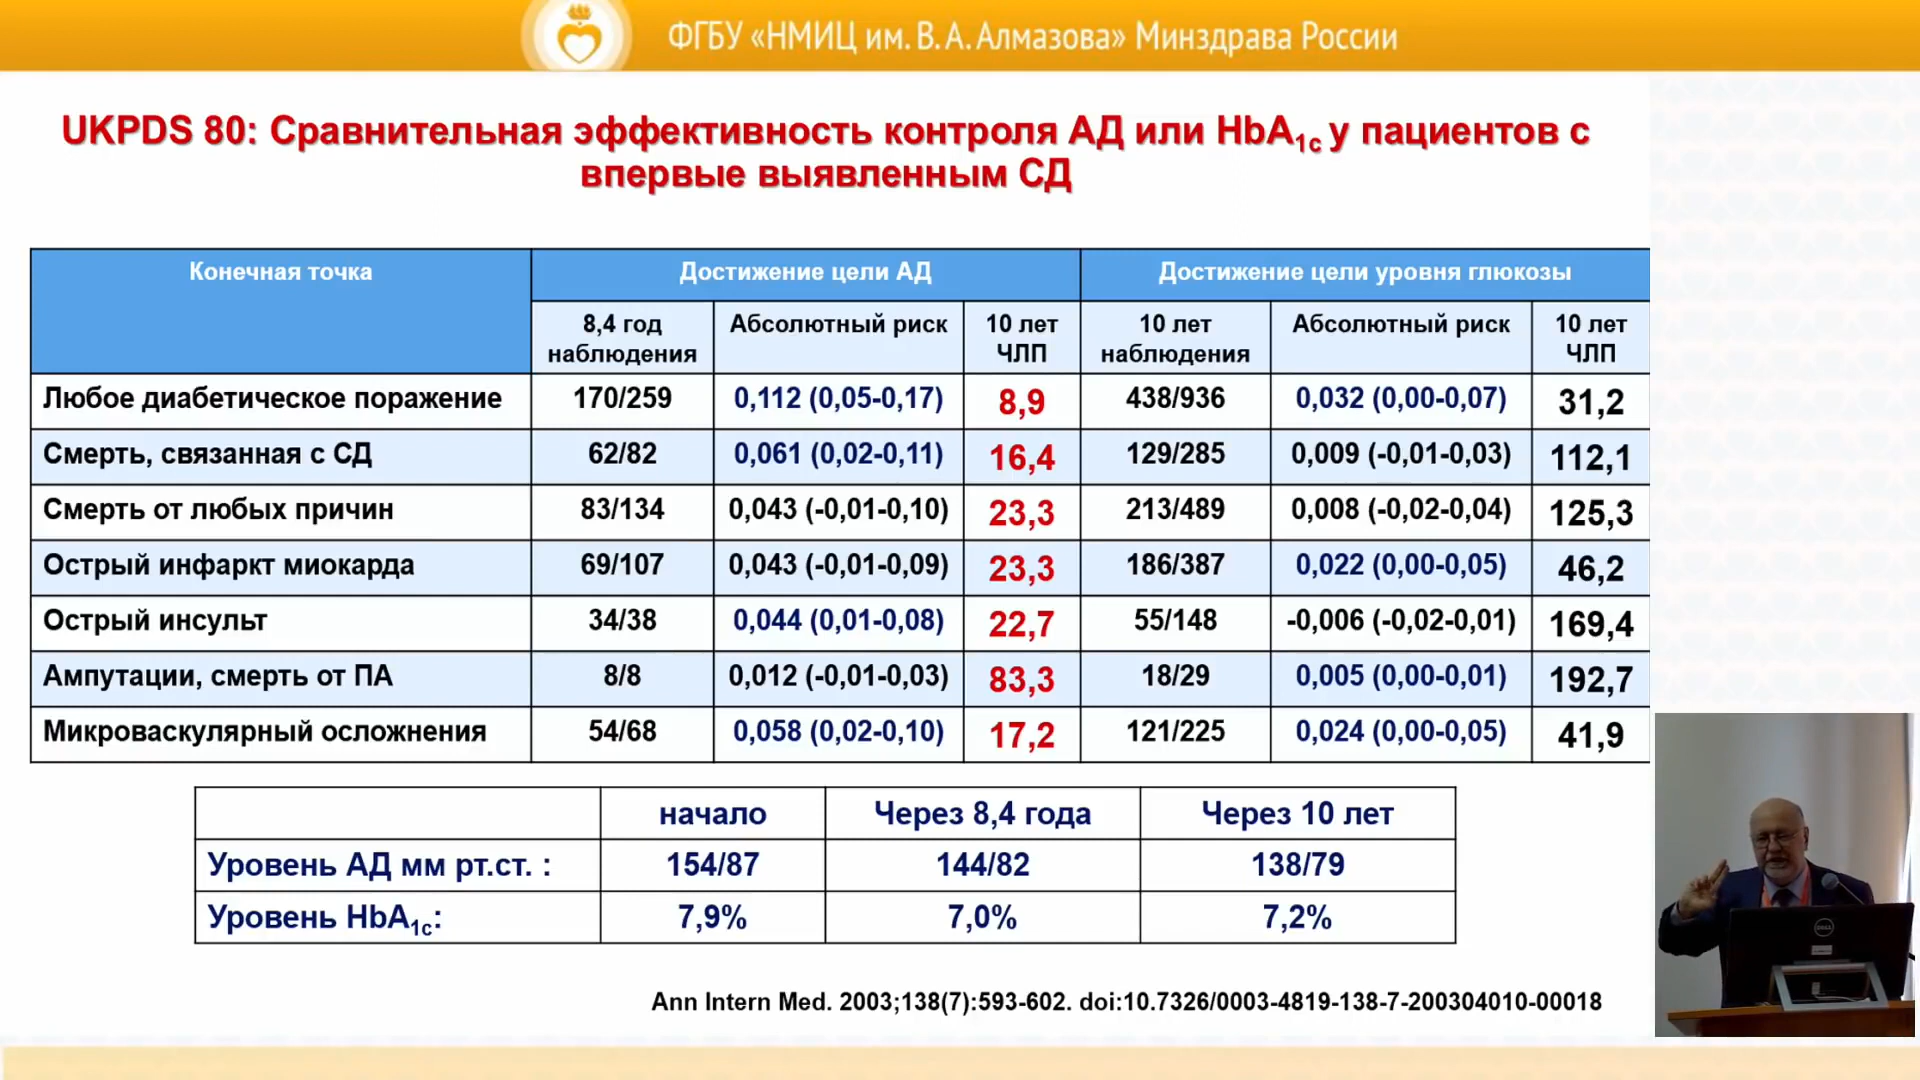 ФГБУ «НМИЦ им. В. А. Алмазова» Минздрава России
UKPDS 80: Сравнительная эффективность контроля АД или HbA1c у пациентов с
впервые выявленным СД
Конечная точка Достижение цели АД Достижение цели уровня глюкозы
8,4 год наблюдения Абсолютный риск 10 лет ЧЛП 10 лет наблюдения Абсолютный риск 10 лет ЧЛП
Любое диабетическое поражение 170/259 0,112 (0,05-0,17) 8,9 438/936 0,032 (0,00-0,07) 31,2
Смерть, связанная с СД 62/82 0,061 (0,02-0,11) 16,4 129/285 0,009 (-0,01-0,03) 112,1
Смерть от любых причин 83/134 0,043 (-0,01-0,10) 23,3 213/489 0,008 (-0,02-0,04) 125,3
Острый инфаркт миокарда 69/107 0,043 (-0,01-0,09) 23,3 186/387 0,022 (0,00-0,05) 46,2
Острый инсульт 34/38 0,044 (0,01-0,08) 22,7 55/148 -0,006 (-0,02-0,01) 169,4
Ампутации, смерть от ПА 8/8 0,012 (-0,01-0,03) 83,3 18/29 0,005 (0,00-0,01) 192,7
Микроваскулярный осложнения 54/68 0,058 (0,02-0,10) 17,2 121/225 0,024 (0,00-0,05) 41,9
начало Через 8,4 года Через 10 лет
Уровень АД мм рт.ст. : 154/87 144/82 138/79
Уровень HbA1c: 7,9% 7,0% 7,2%
Ann Intern Med. 2003;138(7):593-602. doi:10.7326/0003-4819-138-7-200304010-00018
DELL